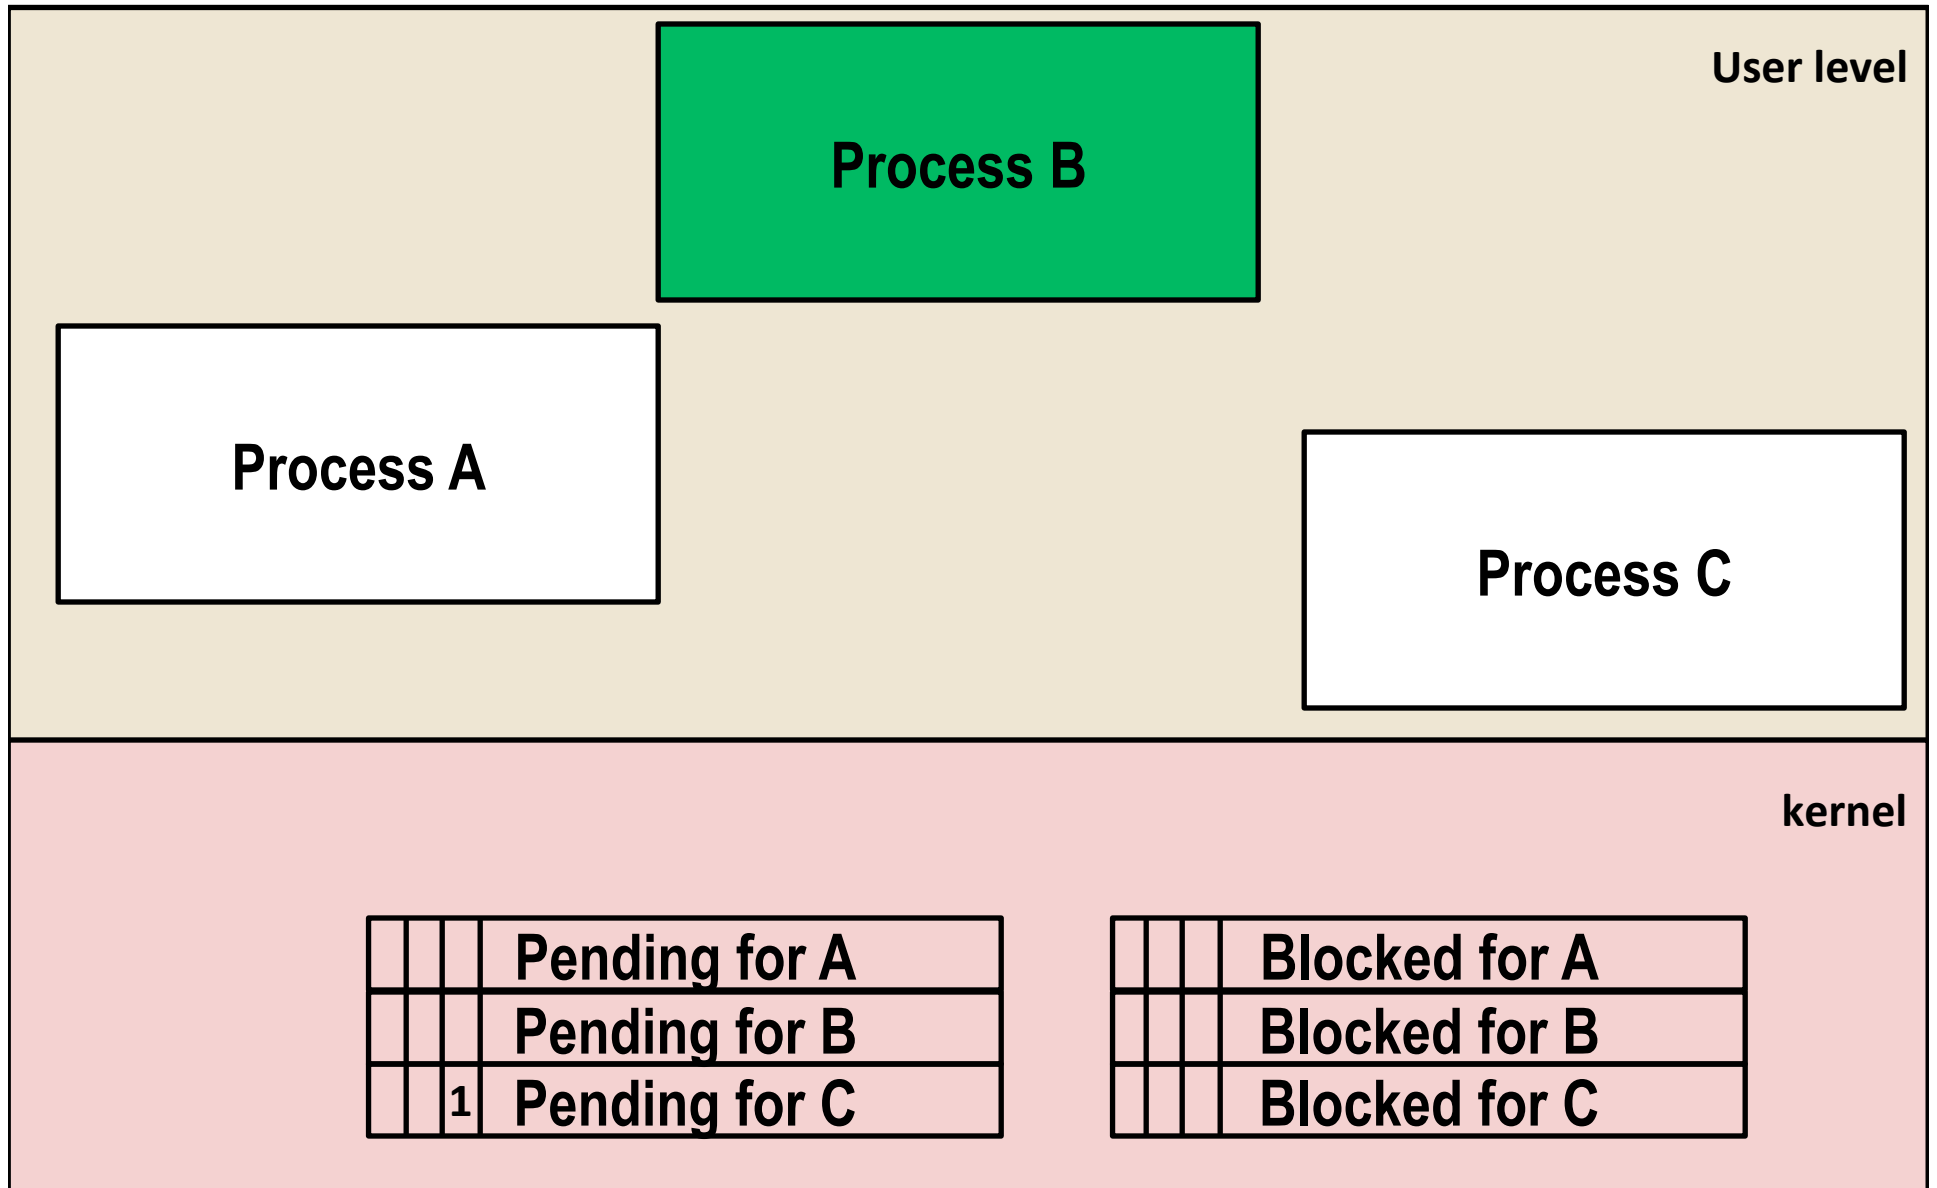 User level
Process B
Process A
Process C
kernel
Pending for A
Blocked for A
Pending for B
Blocked for B
1 Pending for C
Blocked for C